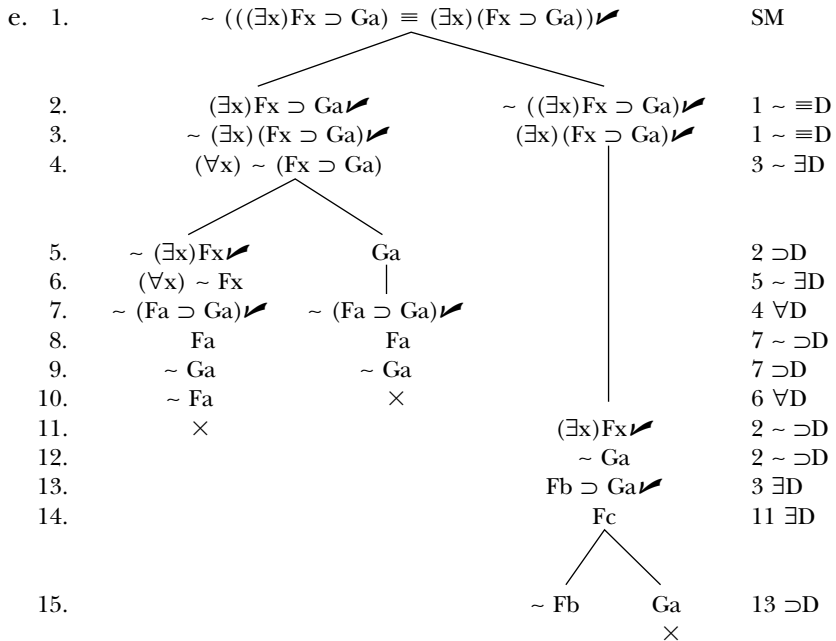 e. 1. ~ (((∃x)Fx ⊃ Ga) ≡ (∃x)(Fx ⊃ Ga))✔ SM
2. (∃x)Fx ⊃ Ga✔ ~ ((∃x)Fx ⊃ Ga)✔ 1 ~ ≡D
3. ~ (∃x)(Fx ⊃ Ga)✔ (∃x)(Fx ⊃ Ga)✔ 1 ~ ≡D
4. (∀x) ~ (Fx ⊃ Ga) 3 ~ ∃D
5. ~ (∃x)Fx✔ Ga 2 ⊃D
6. (∀x) ~ Fx 5 ~ ∃D
7. ~ (Fa ⊃ Ga)✔ ~ (Fa ⊃ Ga)✔ 4 ∀D
8. Fa Fa 7 ~ ⊃D
9. ~ Ga ~ Ga 7 ⊃D
10. ~ Fa × 6 ∀D
11. × (∃x)Fx✔ 2 ~ ⊃D
12. ~ Ga 2 ~ ⊃D
13. Fb ⊃ Ga✔ 3 ∃D
14. Fc 11 ∃D
15. ~ Fb Ga 13 ⊃D
×